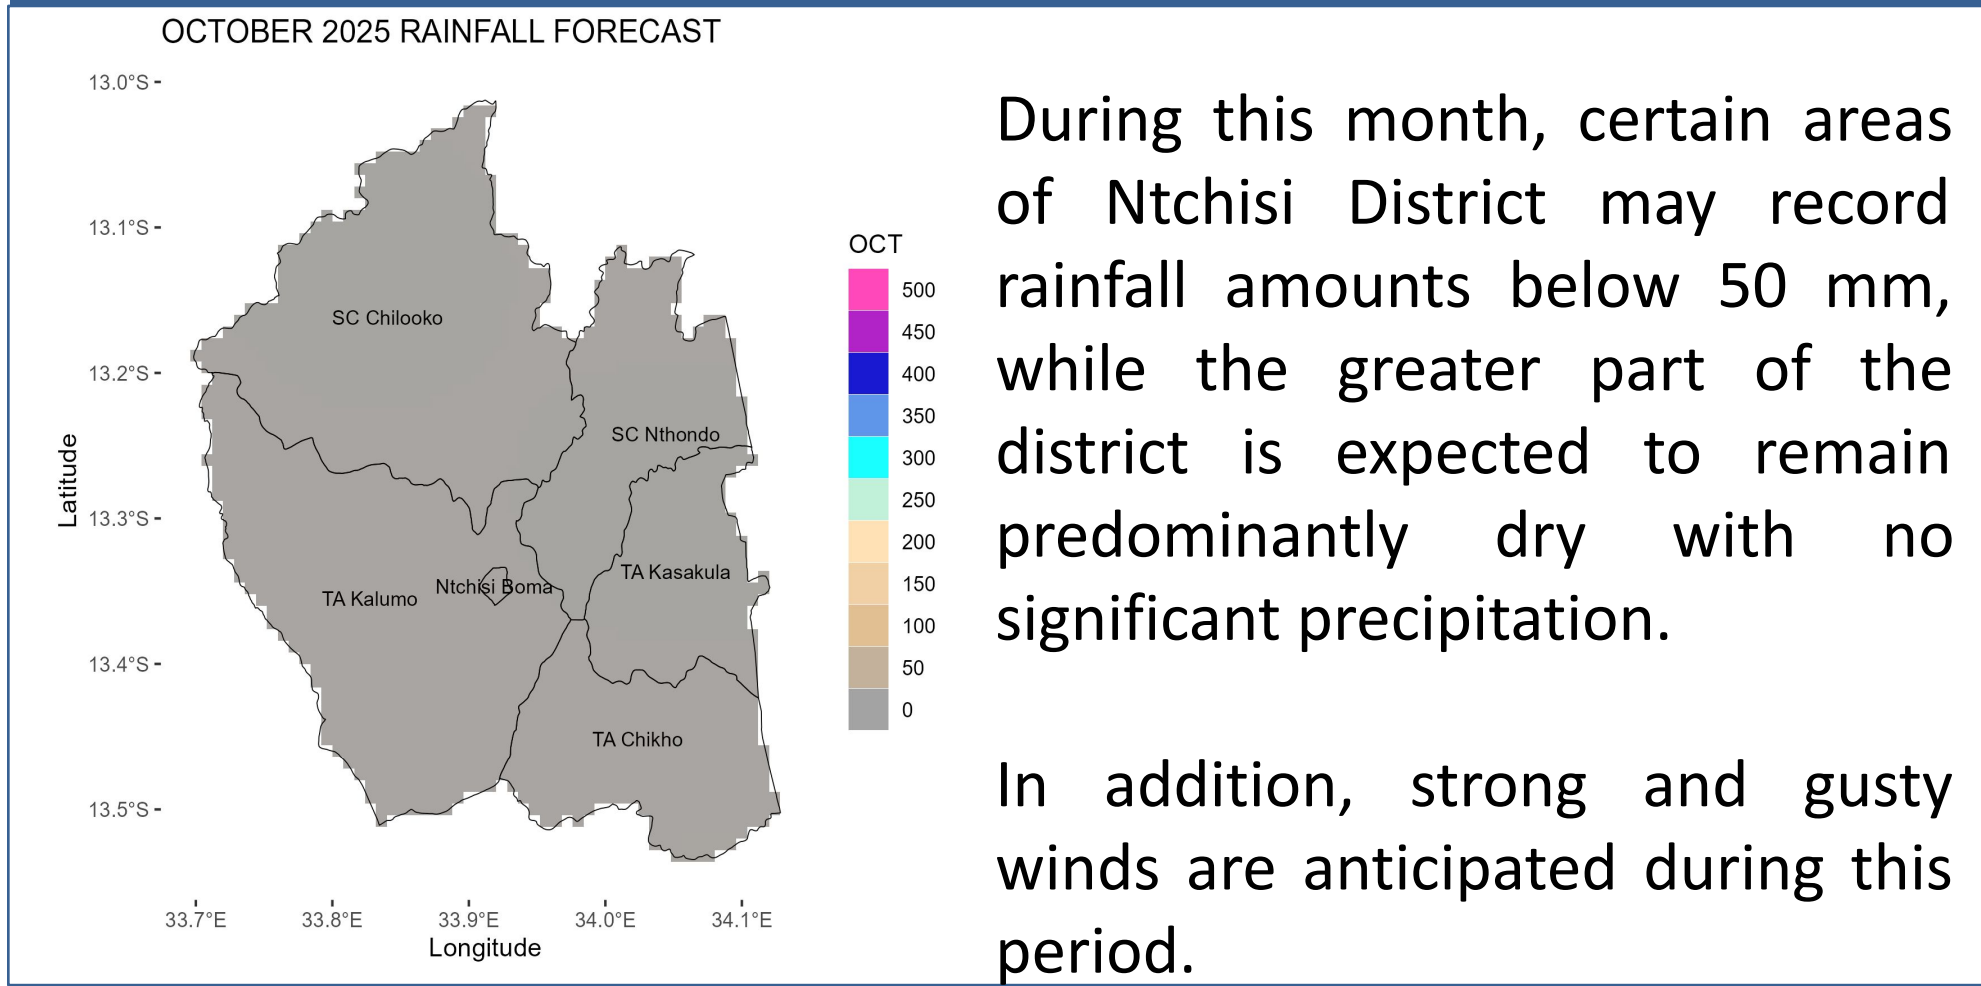 OCTOBER 2025 RAINFALL FORECAST
13.0°S
13.1°S
13.2°S
13.3°S
13.4°S
13.5°S
Latitude
SC Chilooko
SC Nthondo
TA Kasakula
Ntchisi Boma
TA Kalumo
TA Chikho
33.7°E
33.8°E
33.9°E
34.0°E
34.1°E
Longitude
OCT
500
450
400
350
300
250
200
150
100
50
0
During this month, certain areas
of Ntchisi District may record
rainfall amounts below 50 mm,
while the greater part of the
district is expected to remain
predominantly dry with no
significant precipitation.
In addition, strong and gusty
winds are anticipated during this
period.